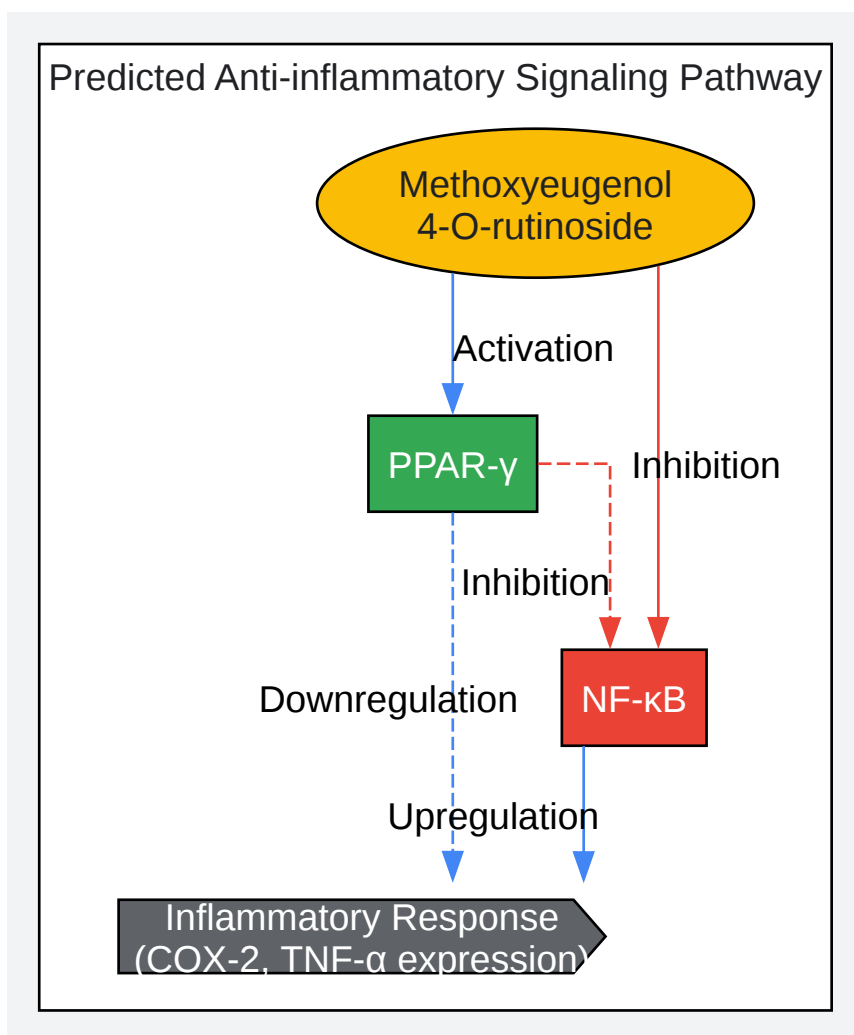 Predicted Anti-inflammatory Signaling Pathway
Methoxyeugenol
4-O-rutinoside
Activation
PPAR-γ
Inhibition
Inhibition
Downregulation
NF-κB
Upregulation
Inflammatory Response
(COX-2, TNF-α expression)